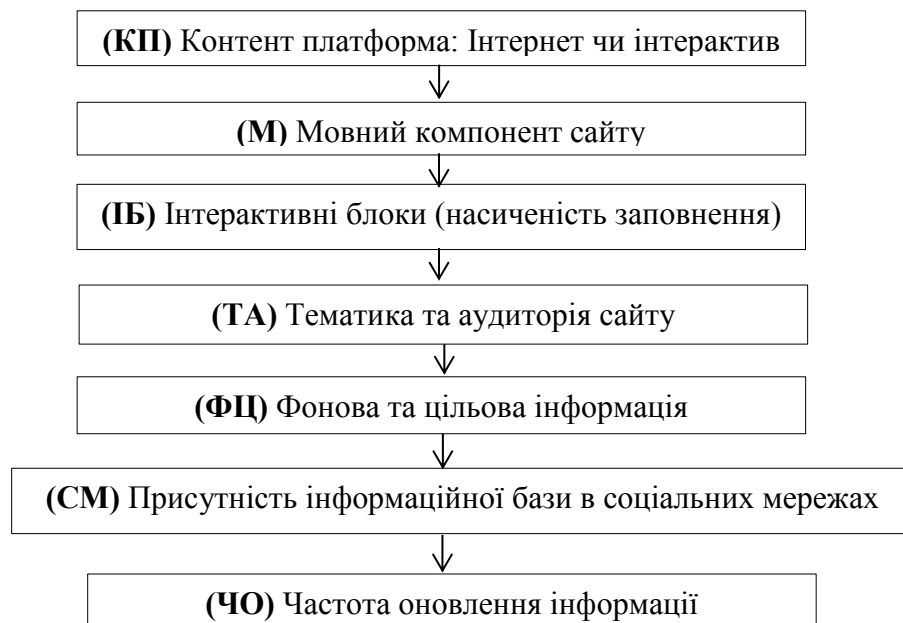 (КП) Контент платформа: Інтернет чи інтерактив
(М) Мовний компонент сайту
(ІБ) Інтерактивні блоки (насиченість заповнення)
(ТА) Тематика та аудиторія сайту
(ФЦ) Фонова та цільова інформація
(СМ) Присутність інформаційної бази в соціальних мережах
(ЧО) Частота оновлення інформації